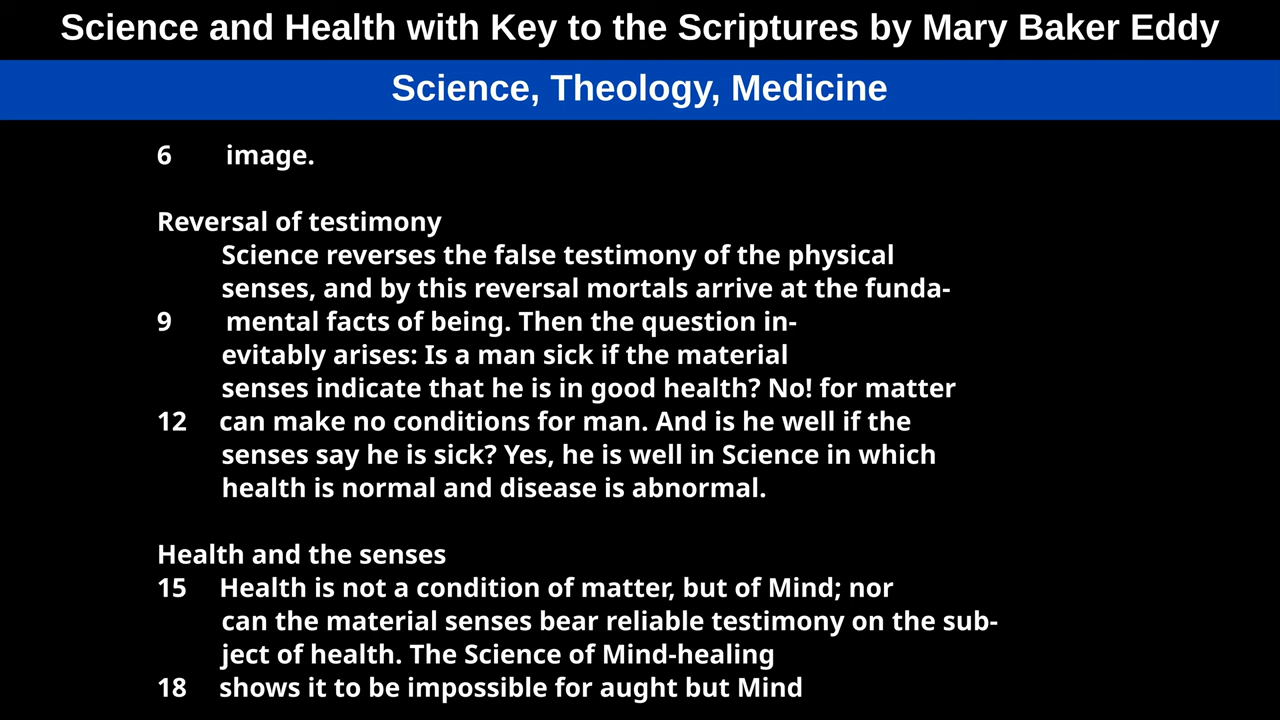 Science and Health with Key to the Scriptures by Mary Baker Eddy
Science, Theology, Medicine
6 image.
Reversal of testimony
Science reverses the false testimony of the physical
senses, and by this reversal mortals arrive at the funda-
9 mental facts of being. Then the question in-
evitably arises: Is a man sick if the material
senses indicate that he is in good health? No! for matter
12 can make no conditions for man. And is he well if the
senses say he is sick? Yes, he is well in Science in which
health is normal and disease is abnormal.
Health and the senses
15 Health is not a condition of matter, but of Mind; nor
can the material senses bear reliable testimony on the sub-
ject of health. The Science of Mind-healing
18 shows it to be impossible for aught but Mind